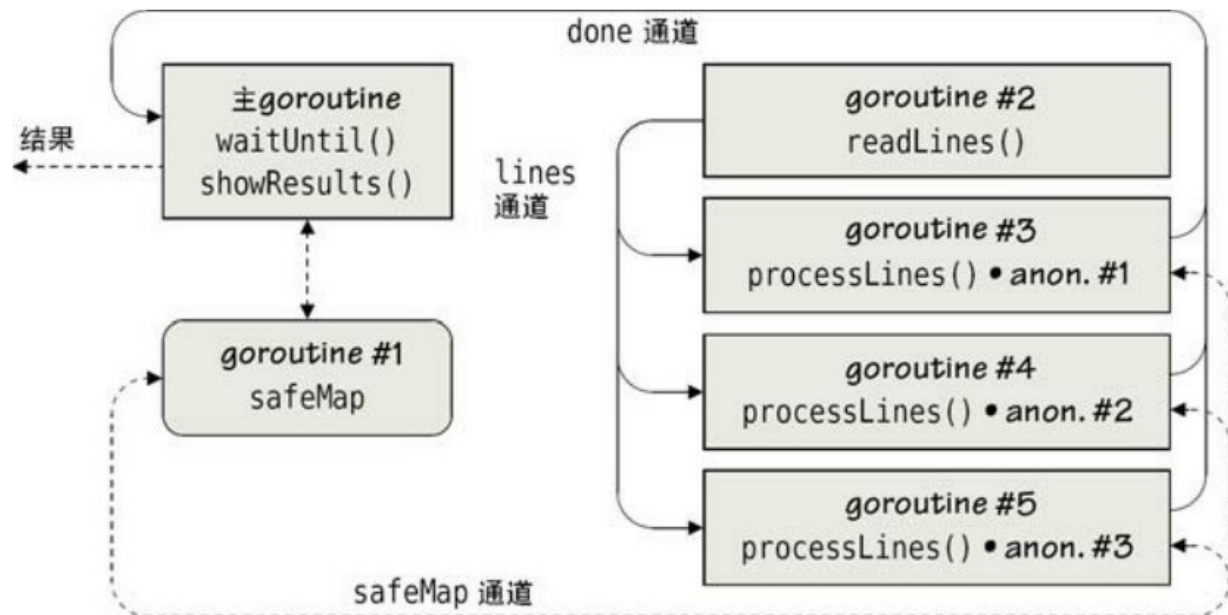 done 通道
主goroutine
waitUntil()
showResults()
结果
goroutine #2
readLines()
lines
通道
goroutine #3
processLines() • anon. #1
goroutine #1
safeMap
goroutine #4
processLines() • anon. #2
goroutine #5
processLines() • anon. #3
safeMap 通道